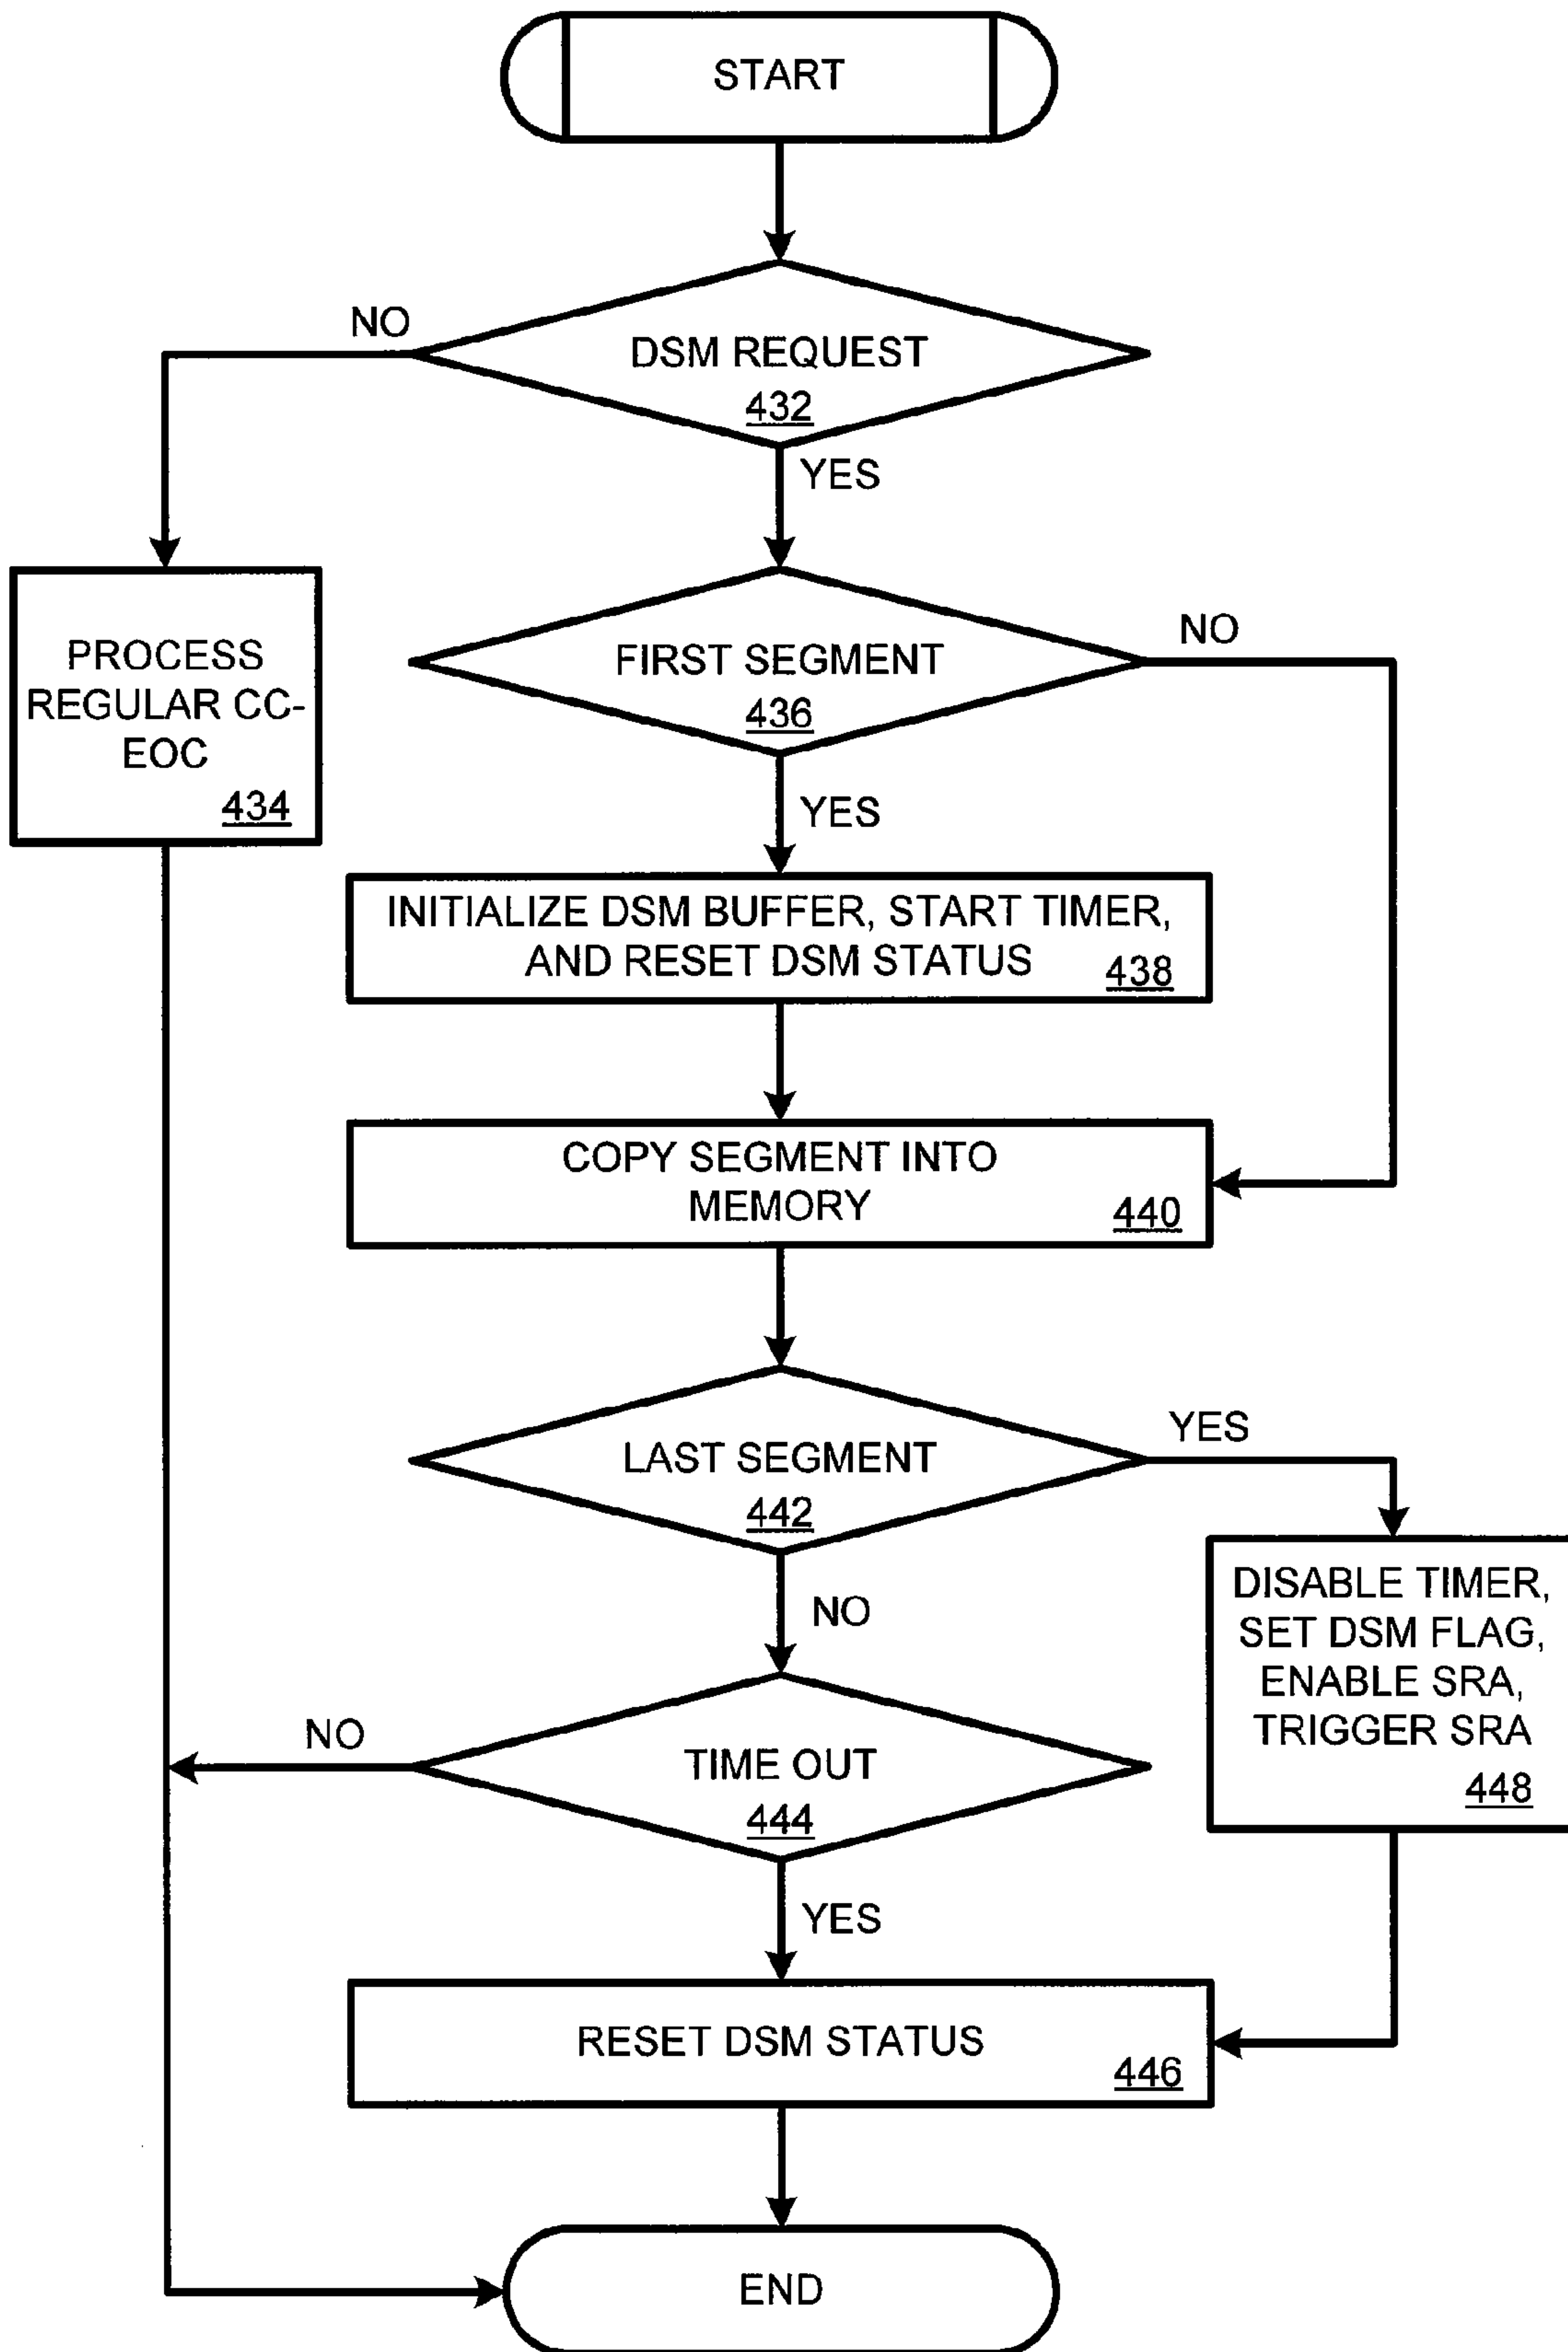 START
NO
DSM REQUEST
432
YES
PROCESS
REGULAR CC-
EOC
434
FIRST SEGMENT
436
NO
YES
INITIALIZE DSM BUFFER, START TIMER,
AND RESET DSM STATUS
438
COPY SEGMENT INTO
MEMORY
440
LAST SEGMENT
442
YES
NO
DISABLE TIMER,
SET DSM FLAG,
ENABLE SRA,
TRIGGER SRA
448
NO
TIME OUT
444
YES
RESET DSM STATUS
446
END